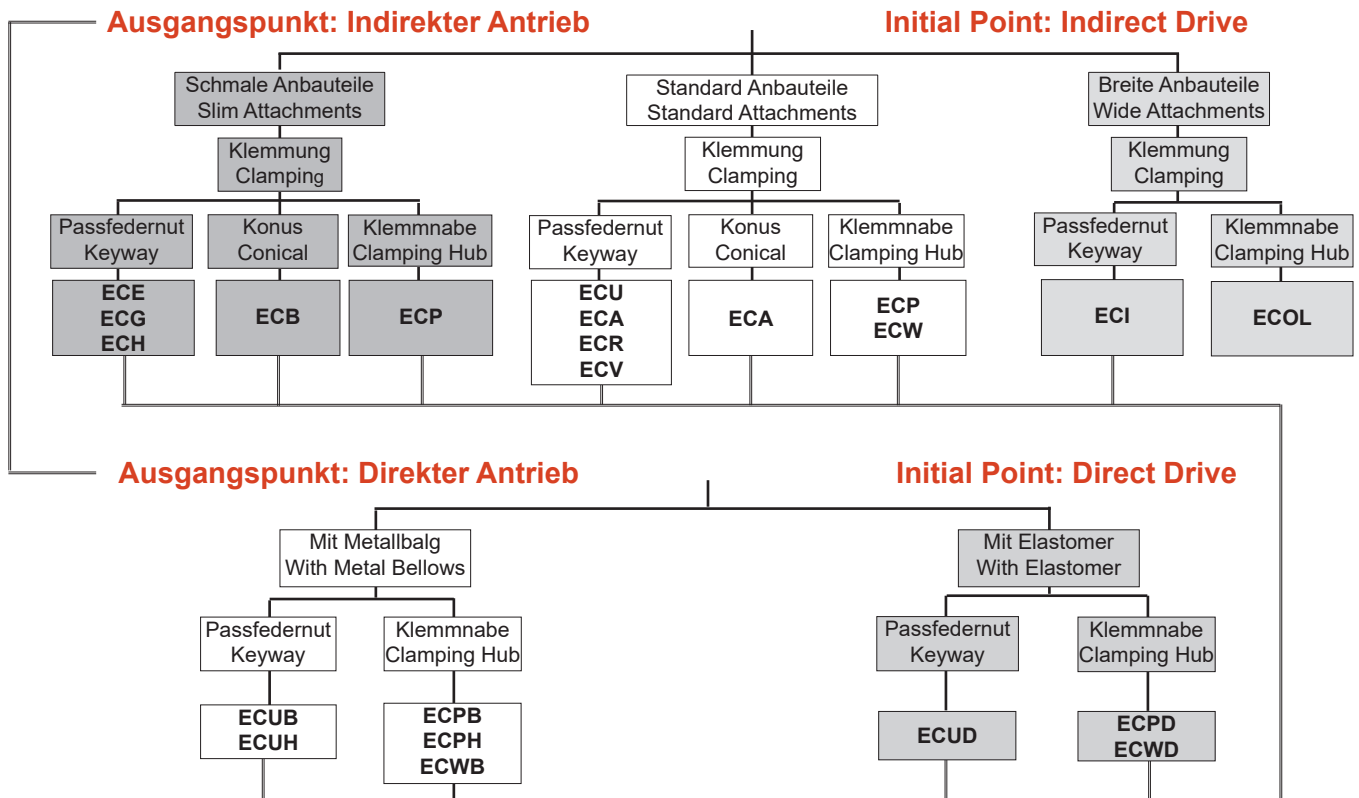 Ausgangspunkt: Indirekter Antrieb
Initial Point: Indirect Drive
Schmale Anbauteile
Slim Attachments
Standard Anbauteile
Standard Attachments
Breite Anbauteile
Wide Attachments
Klemmung
Clamping
Klemmung
Clamping
Klemmung
Clamping
Passfedernut
Keyway
Konus
Conical
Klemmnabe
Clamping Hub
Passfedernut
Keyway
Konus
Conical
Klemmnabe
Clamping Hub
Passfedernut
Keyway
Klemmnabe
Clamping Hub
ECE
ECG
ECH
ECB
ECP
ECU
ECA
ECR
ECV
ECA
ECP
ECW
ECI
ECOL
Ausgangspunkt: Direkter Antrieb
Initial Point: Direct Drive
Mit Metallbalg
With Metal Bellows
Mit Elastomer
With Elastomer
Passfedernut
Keyway
Klemmnabe
Clamping Hub
Passfedernut
Keyway
Klemmnabe
Clamping Hub
ECUB
ECUH
ECPB
ECPH
ECWB
ECUD
ECPD
ECWD